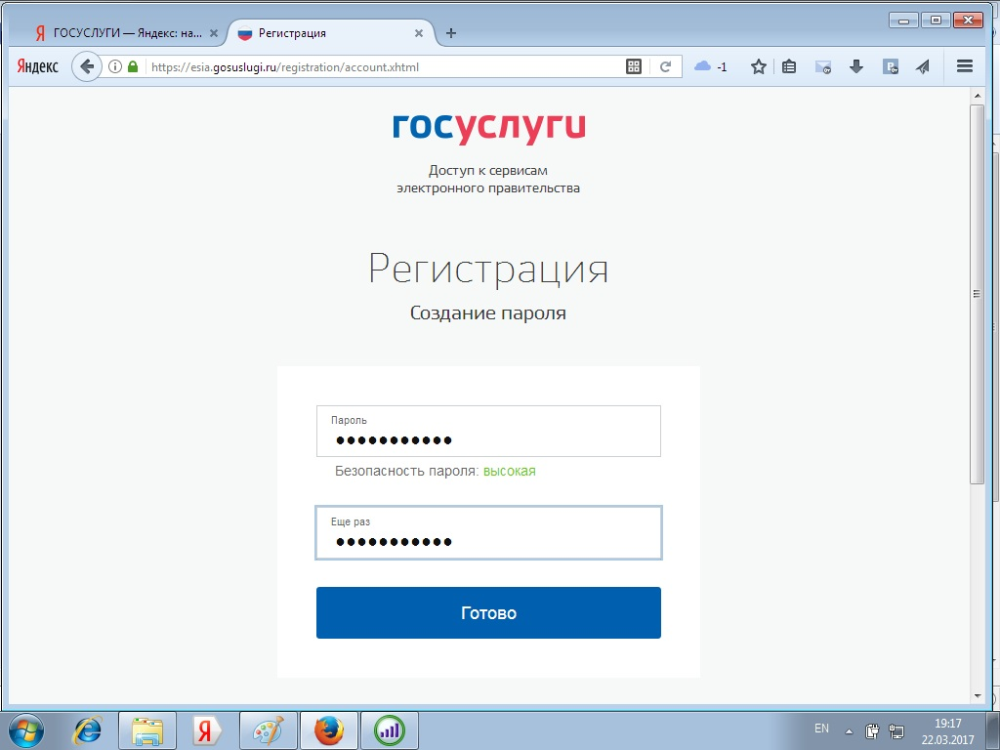 ГОСУСЛУГИ — Яндекс: на...
Регистрация
Яндекс
https://esia.gosuslugi.ru/registration/account.xhtml
-1
госуслуги
Доступ к сервисам
электронного правительства
Регистрация
Создание пароля
Пароль
Безопасность пароля: высокая
Еще раз
Готово
EN
19:17
22.03.2017